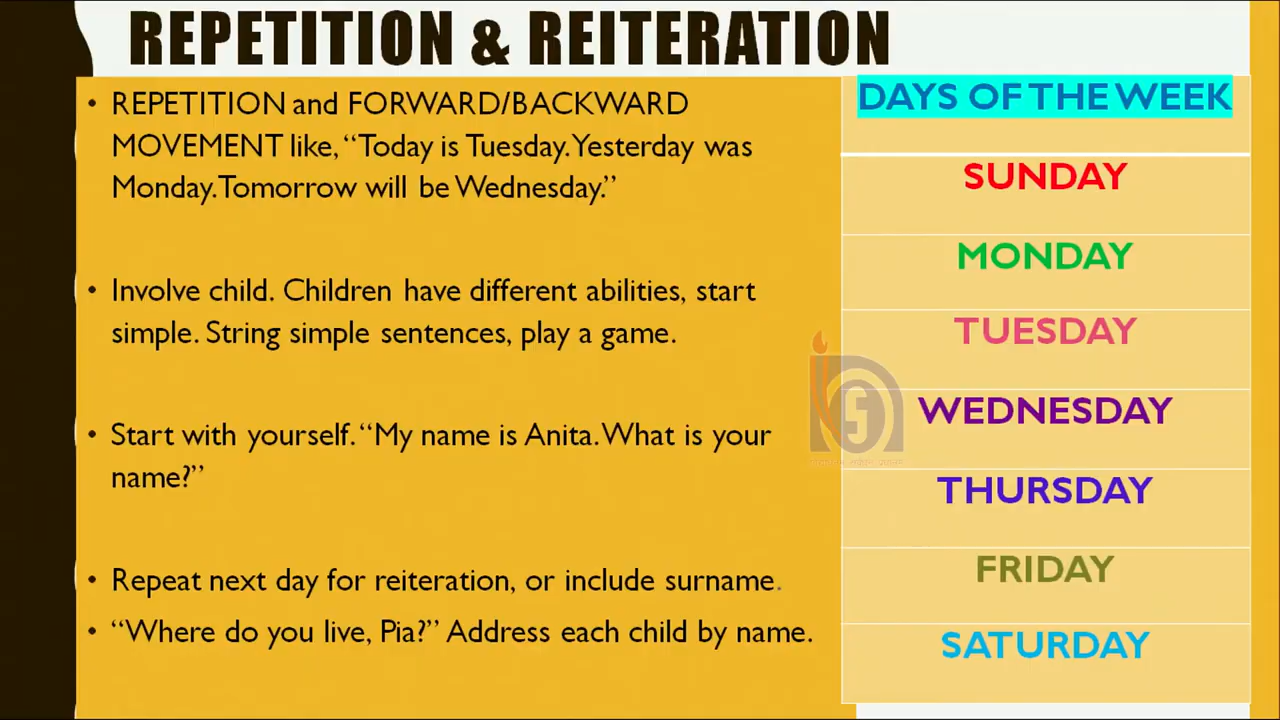 REPETITION & REITERATION
• REPETITION and FORWARD/BACKWARD
MOVEMENT like, “Today is Tuesday. Yesterday was
Monday. Tomorrow will be Wednesday.”
• Involve child. Children have different abilities, start
simple. String simple sentences, play a game.
• Start with yourself. “My name is Anita. What is your
name?”
• Repeat next day for reiteration, or include surname.
• “Where do you live, Pia?” Address each child by name.
DAYS OF THE WEEK
SUNDAY
MONDAY
TUESDAY
WEDNESDAY
THURSDAY
FRIDAY
SATURDAY